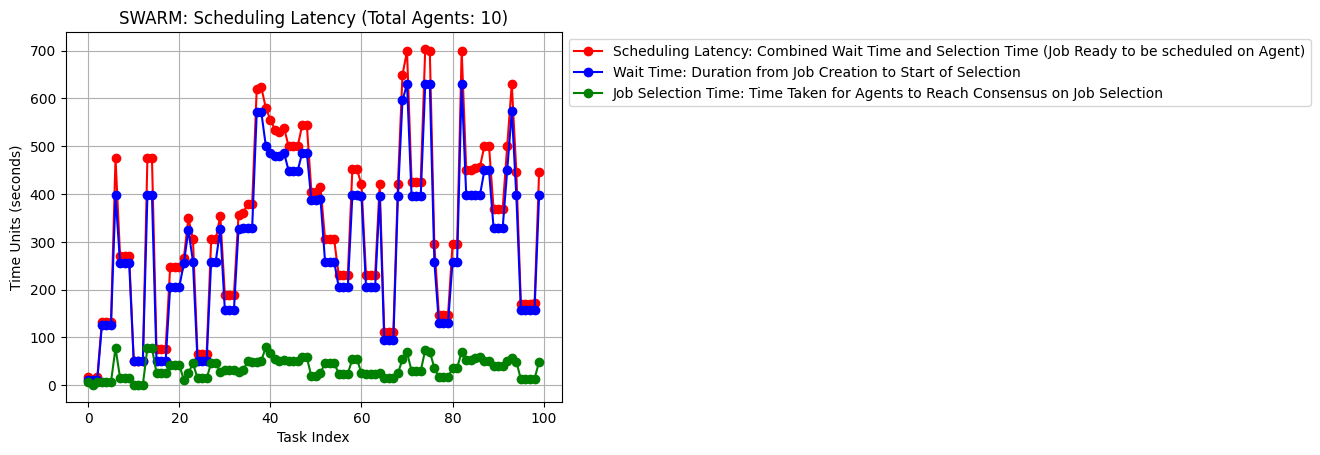 SWARM: Scheduling Latency (Total Agents: 10)
Scheduling Latency: Combined Wait Time and Selection Time (Job Ready to be scheduled on Agent)
Wait Time: Duration from Job Creation to Start of Selection
Job Selection Time: Time Taken for Agents to Reach Consensus on Job Selection
Time Units (seconds)
700
600
500
400
300
200
100
0
0 20 40 60 80 100
Task Index